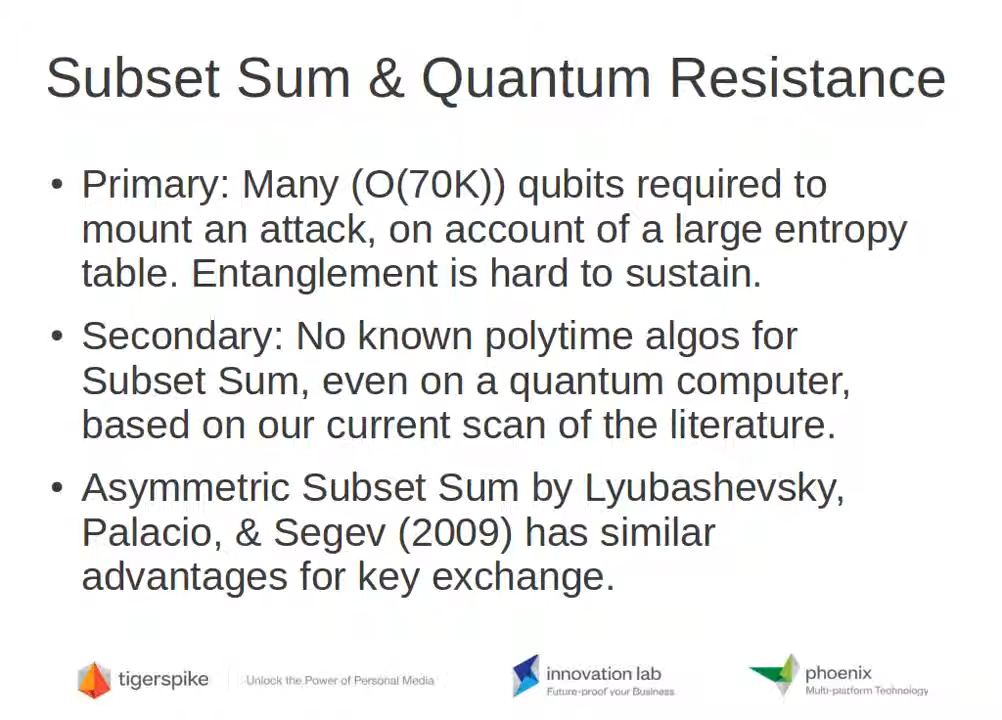 Subset Sum & Quantum Resistance
• Primary: Many (O(70K)) qubits required to
mount an attack, on account of a large entropy
table. Entanglement is hard to sustain.
• Secondary: No known polytime algos for
Subset Sum, even on a quantum computer,
based on our current scan of the literature.
• Asymmetric Subset Sum by Lyubashevsky,
Palacio, & Segev (2009) has similar
advantages for key exchange.
tigerspike Unlock the Power of Personal Media
innovation lab
Future-proof your Business
phoenix
Multi-platform Technology